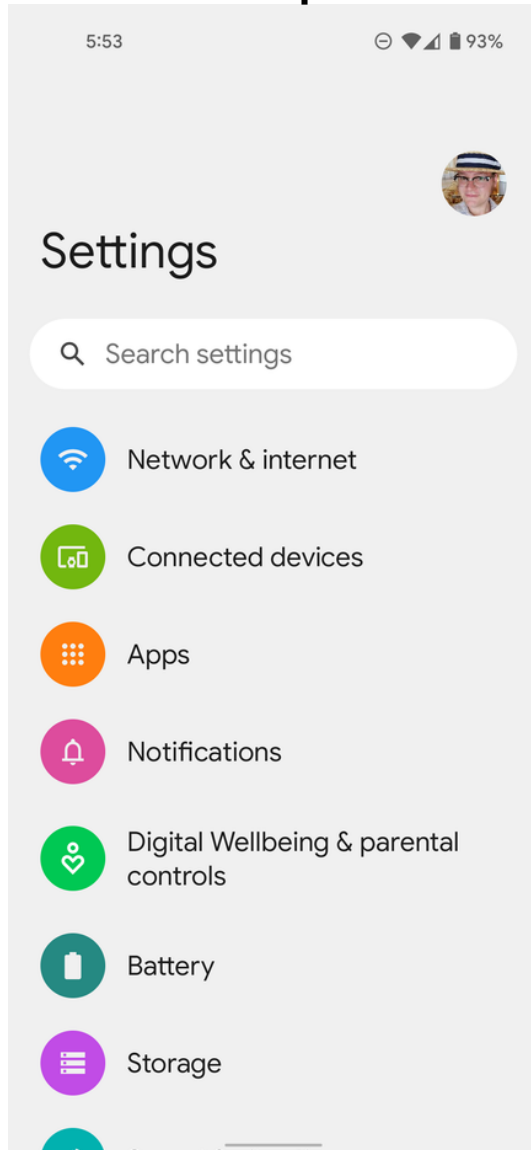 5:53
93%
Settings
Search settings
Network & internet
Connected devices
Apps
Notifications
Digital Wellbeing & parental
controls
Battery
Storage